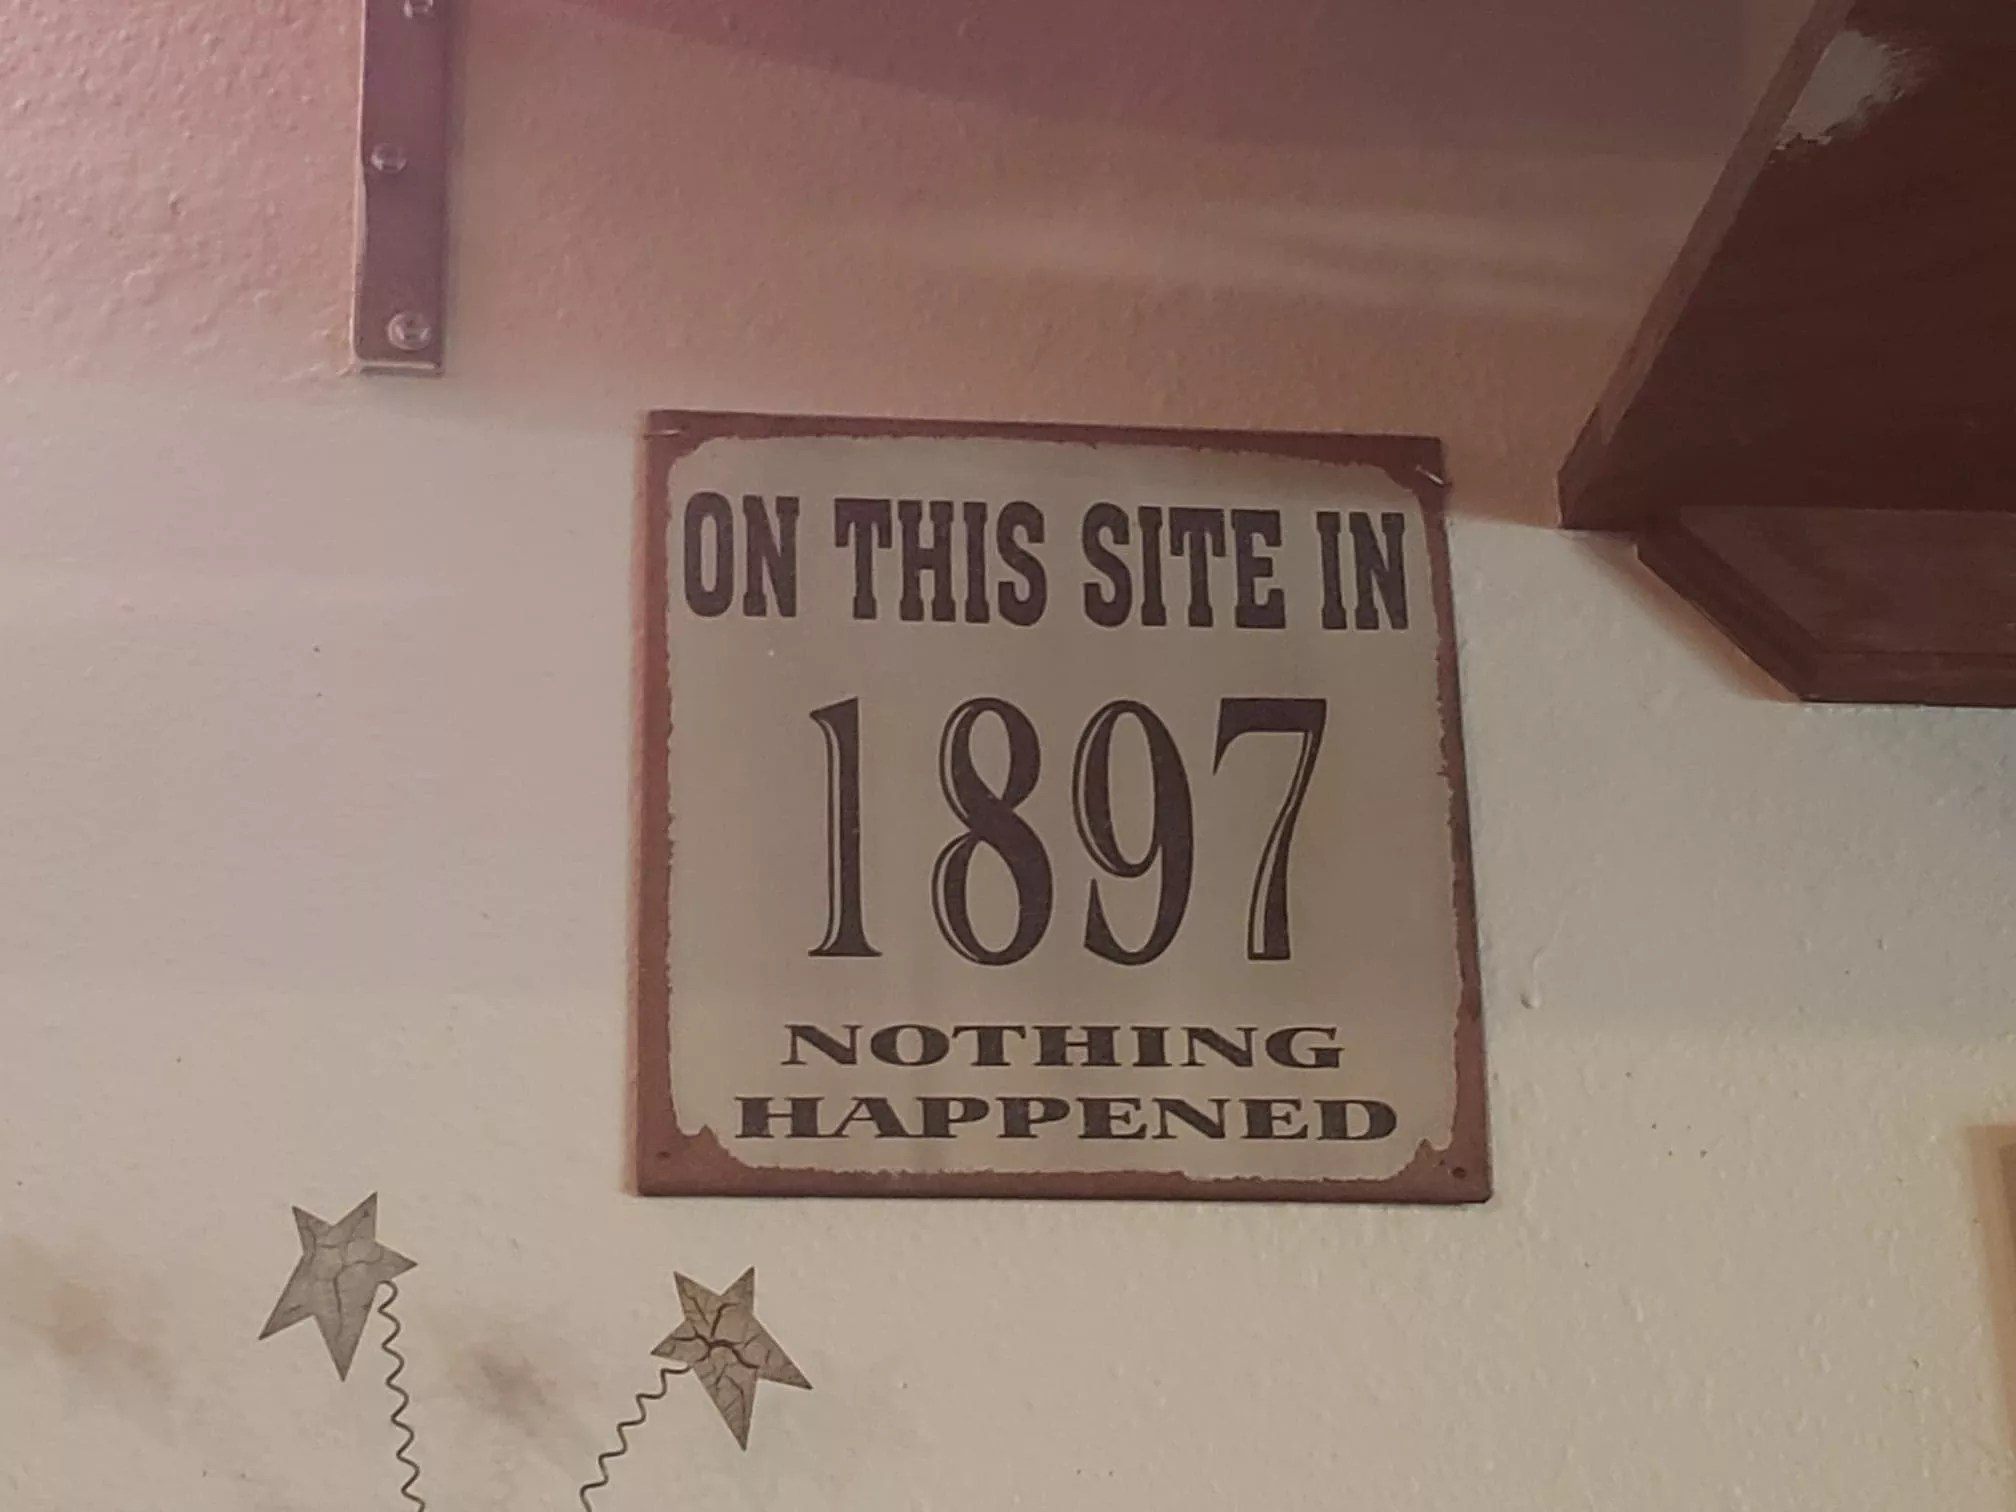 ON THIS SITE IN
1897
NOTHING
HAPPENED